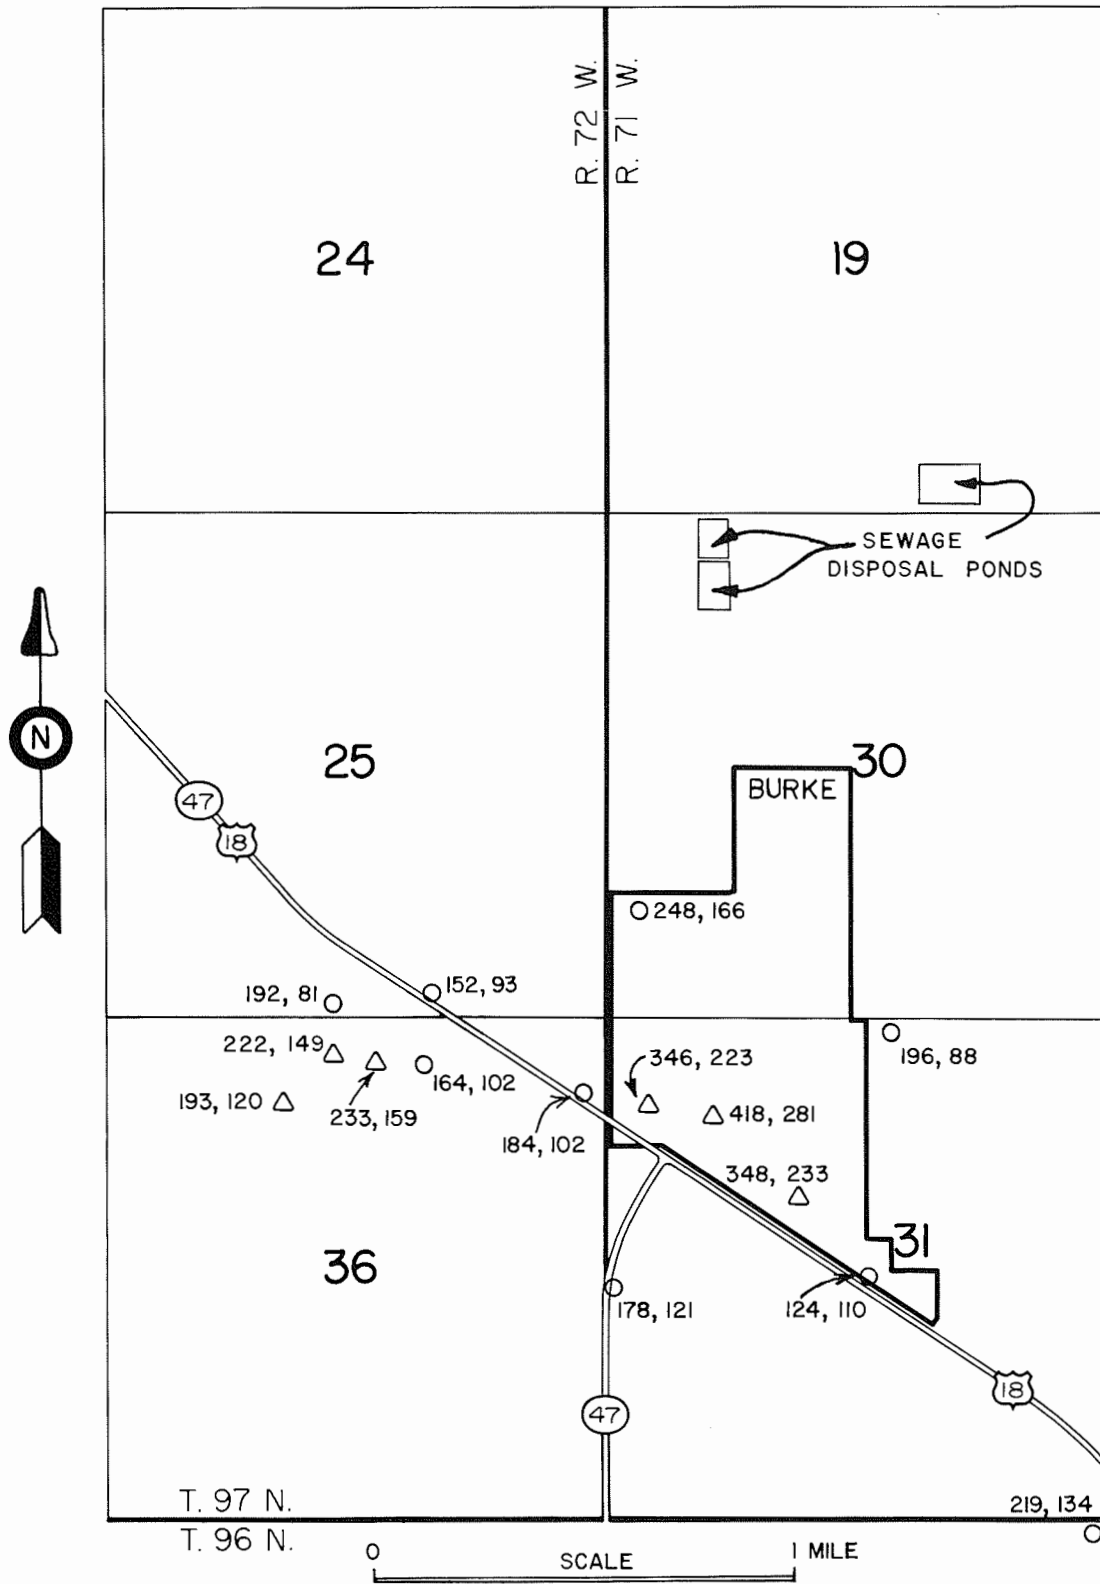 R. 72 W.
R. 71 W.
24
19
SEWAGE
DISPOSAL PONDS
N
25
30
47
18
BURKE
248, 166
192, 81
152, 93
222, 149
164, 102
346, 223
196, 88
193, 120
233, 159
418, 281
184, 102
348, 233
36
31
178, 121
124, 110
18
47
219, 134
T. 97 N.
T. 96 N.
0
SCALE
1 MILE